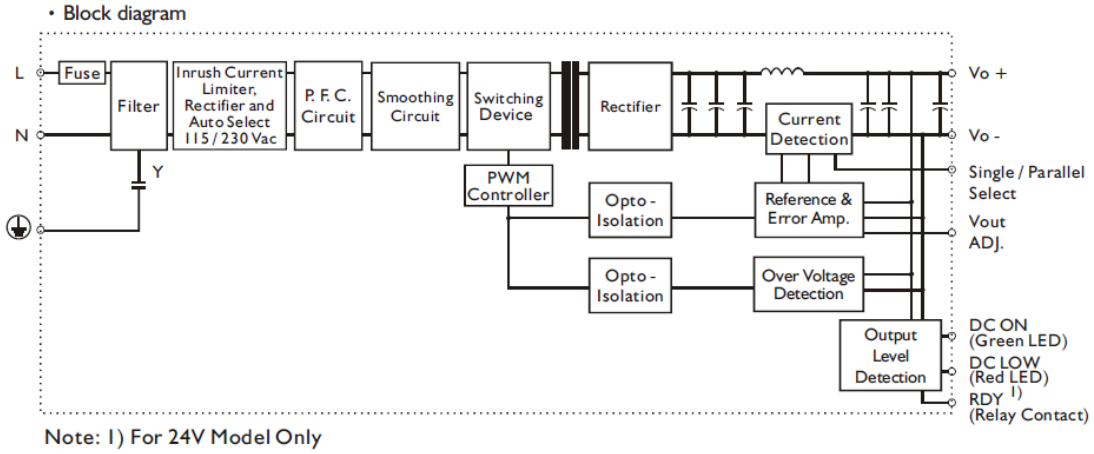 • Block diagram
L
Fuse
Filter
Inrush Current
Limiter,
Rectifier and
Auto Select
115 / 230 Vac
P. F. C.
Circuit
Smoothing
Circuit
Switching
Device
Rectifier
Vo +
N
Current
Detection
Vo -
Y
PWM
Controller
Single / Parallel
Select
Opto -
Isolation
Reference &
Error Amp.
Vout
ADJ.
Opto -
Isolation
Over Voltage
Detection
Output
Level
Detection
DC ON
(Green LED)
DC LOW
(Red LED)
RDY 1)
(Relay Contact)
Note: 1) For 24V Model Only